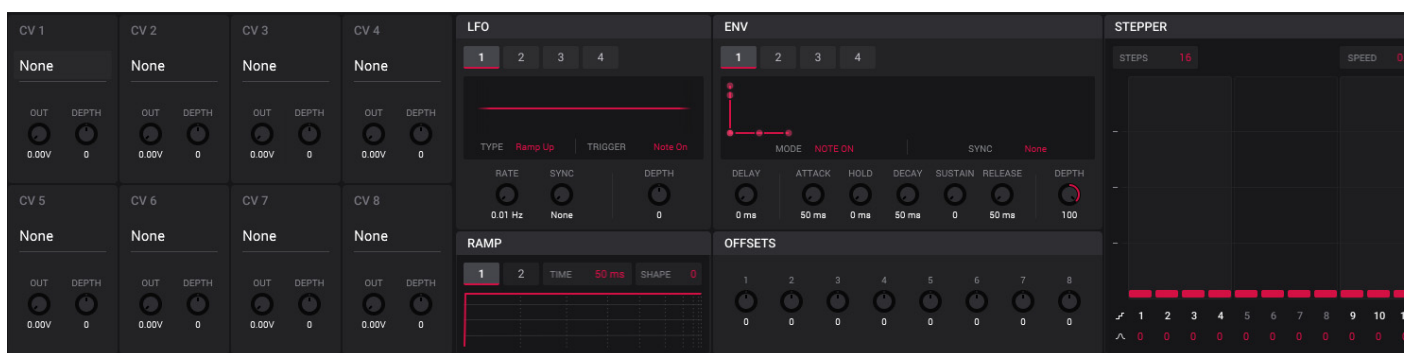 CV 1 CV 2 CV 3 CV 4
None None None None
OUT DEPTH OUT DEPTH OUT DEPTH OUT DEPTH
0.00V 0 0.00V 0 0.00V 0 0.00V 0
CV 5 CV 6 CV 7 CV 8
None None None None
OUT DEPTH OUT DEPTH OUT DEPTH OUT DEPTH
0.00V 0 0.00V 0 0.00V 0 0.00V 0
LFO
1 2 3 4
TYPE Ramp Up TRIGGER Note On
RATE SYNC DEPTH
0.01 Hz None 0
RAMP
1 2 TIME 50 ms SHAPE 0
ENV
1 2 3 4
MODE NOTE ON SYNC None
DELAY ATTACK HOLD DECAY SUSTAIN RELEASE DEPTH
0 ms 50 ms 0 ms 50 ms 0 50 ms 100
OFFSETS
1 2 3 4 5 6 7 8
0 0 0 0 0 0 0 0
STEPPER
STEPS 16 SPEED
1 2 3 4 5 6 7 8 9 10
0 0 0 0 0 0 0 0 0 0